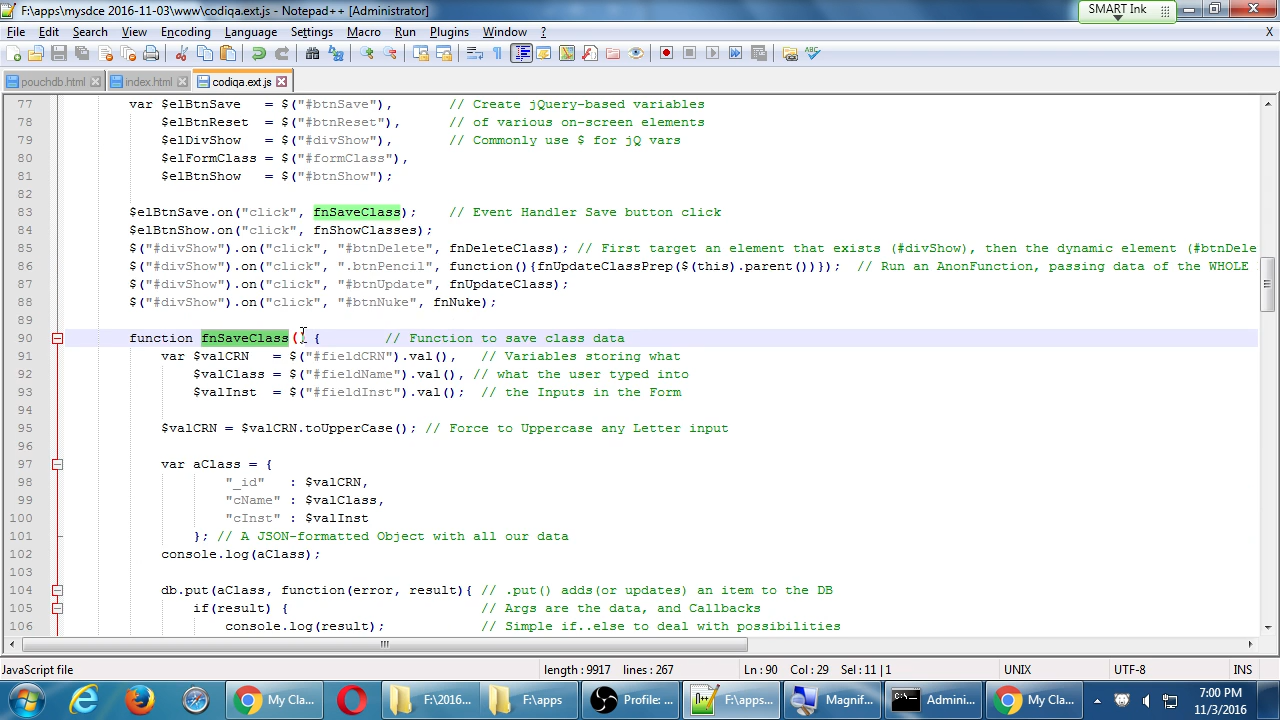 F:\apps\mysdce 2016-11-03\www\codiqa.ext.js - Notepad++ [Administrator]
SMART Ink
File Edit Search View Encoding Language Settings Macro Run Plugins Window ? X
pouchdb.html index.html codiqa.ext.js
77 var $elBtnSave   = $("#btnSave"),       // Create jQuery-based variables
78 $elBtnReset  = $("#btnReset"),      // of various on-screen elements
79 $elDivShow   = $("#divShow"),       // Commonly use $ for jQ vars
80 $elFormClass = $("#formClass"),
81 $elBtnShow   = $("#btnShow");
82
83 $elBtnSave.on("click", fnSaveClass);    // Event Handler Save button click
84 $elBtnShow.on("click", fnShowClasses);
85 $("#divShow").on("click", "#btnDelete", fnDeleteClass); // First target an element that exists (#divShow), then the dynamic element (#btnDele
86 $("#divShow").on("click", ".btnPencil", function(){fnUpdateClassPrep($(this).parent())});  // Run an AnonFunction, passing data of the WHOLE
87 $("#divShow").on("click", "#btnUpdate", fnUpdateClass);
88 $("#divShow").on("click", "#btnNuke", fnNuke);
89
90 function fnSaveClass() {        // Function to save class data
91 var $valCRN   = $("#fieldCRN").val(),   // Variables storing what
92 $valClass = $("#fieldName").val(), // what the user typed into
93 $valInst  = $("#fieldInst").val();  // the Inputs in the Form
94
95 $valCRN = $valCRN.toUpperCase(); // Force to Uppercase any Letter input
96
97 var aClass = {
98 "_id"   : $valCRN,
99 "cName" : $valClass,
100 "cInst" : $valInst
101 }; // A JSON-formatted Object with all our data
102 console.log(aClass);
103
104 db.put(aClass, function(error, result){ // .put() adds(or updates) an item to the DB
105 if(result) {                        // Args are the data, and Callbacks
106 console.log(result);            // Simple if..else to deal with possibilities
JavaScript file length : 9917 lines : 267 Ln : 90 Col : 29 Sel : 11 | 1 UNIX UTF-8 INS
My Cla... F:\2016... F:\apps Profile: ... F:\apps... Magnif... Admini... My Cla... 7:00 PM
11/3/2016